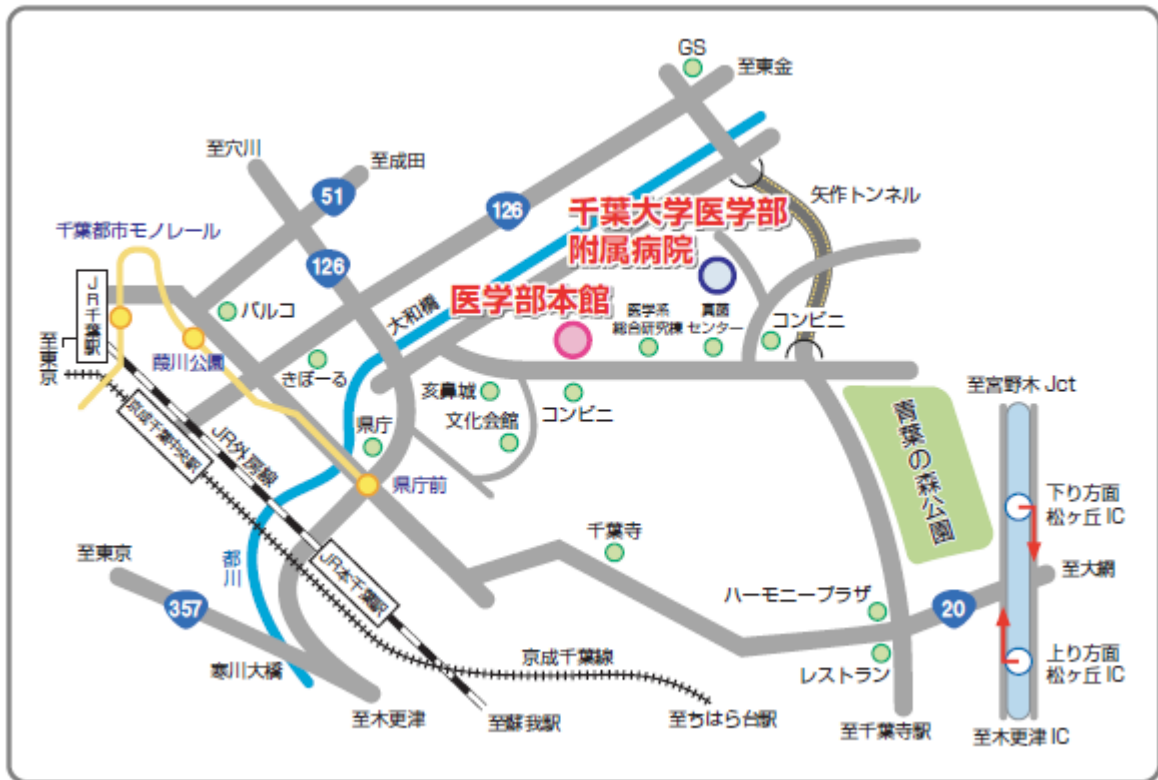 GS
至東金
至穴川
至成田
51
126
矢作トンネル
千葉大学医学部
附属病院
千葉都市モノレール
126
医学部本館
大和橋
JR千葉駅
パルコ
医学系
総合研究棟
真菌
センター
コンビニ
至東京
葭川公園
きぼーる
亥鼻城
コンビニ
至宮野木 Jct
京成千葉中央駅
JR外房線
県庁
文化会館
青葉の森公園
県庁前
下り方面
松ヶ丘 IC
千葉寺
至東京
都川
JR本千葉駅
至大網
357
ハーモニープラザ
20
寒川大橋
京成千葉線
レストラン
上り方面
松ヶ丘 IC
至木更津
至蘇我駅
至ちはら台駅
至千葉寺駅
至木更津 IC